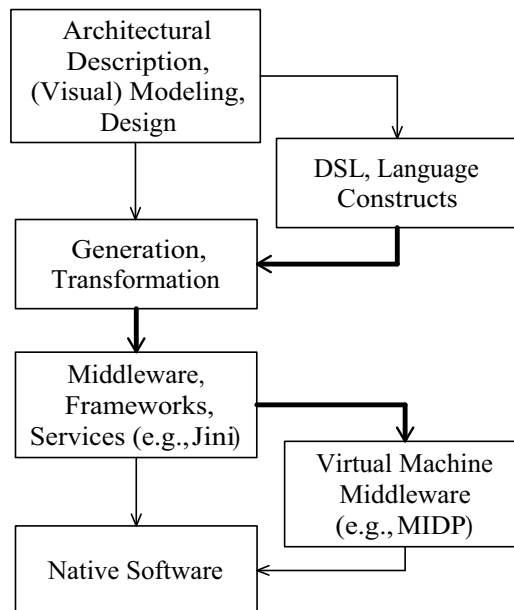 Architectural
Description,
(Visual) Modeling,
Design
DSL, Language
Constructs
Generation,
Transformation
Middleware,
Frameworks,
Services (e.g., Jini)
Virtual Machine
Middleware
(e.g., MIDP)
Native Software